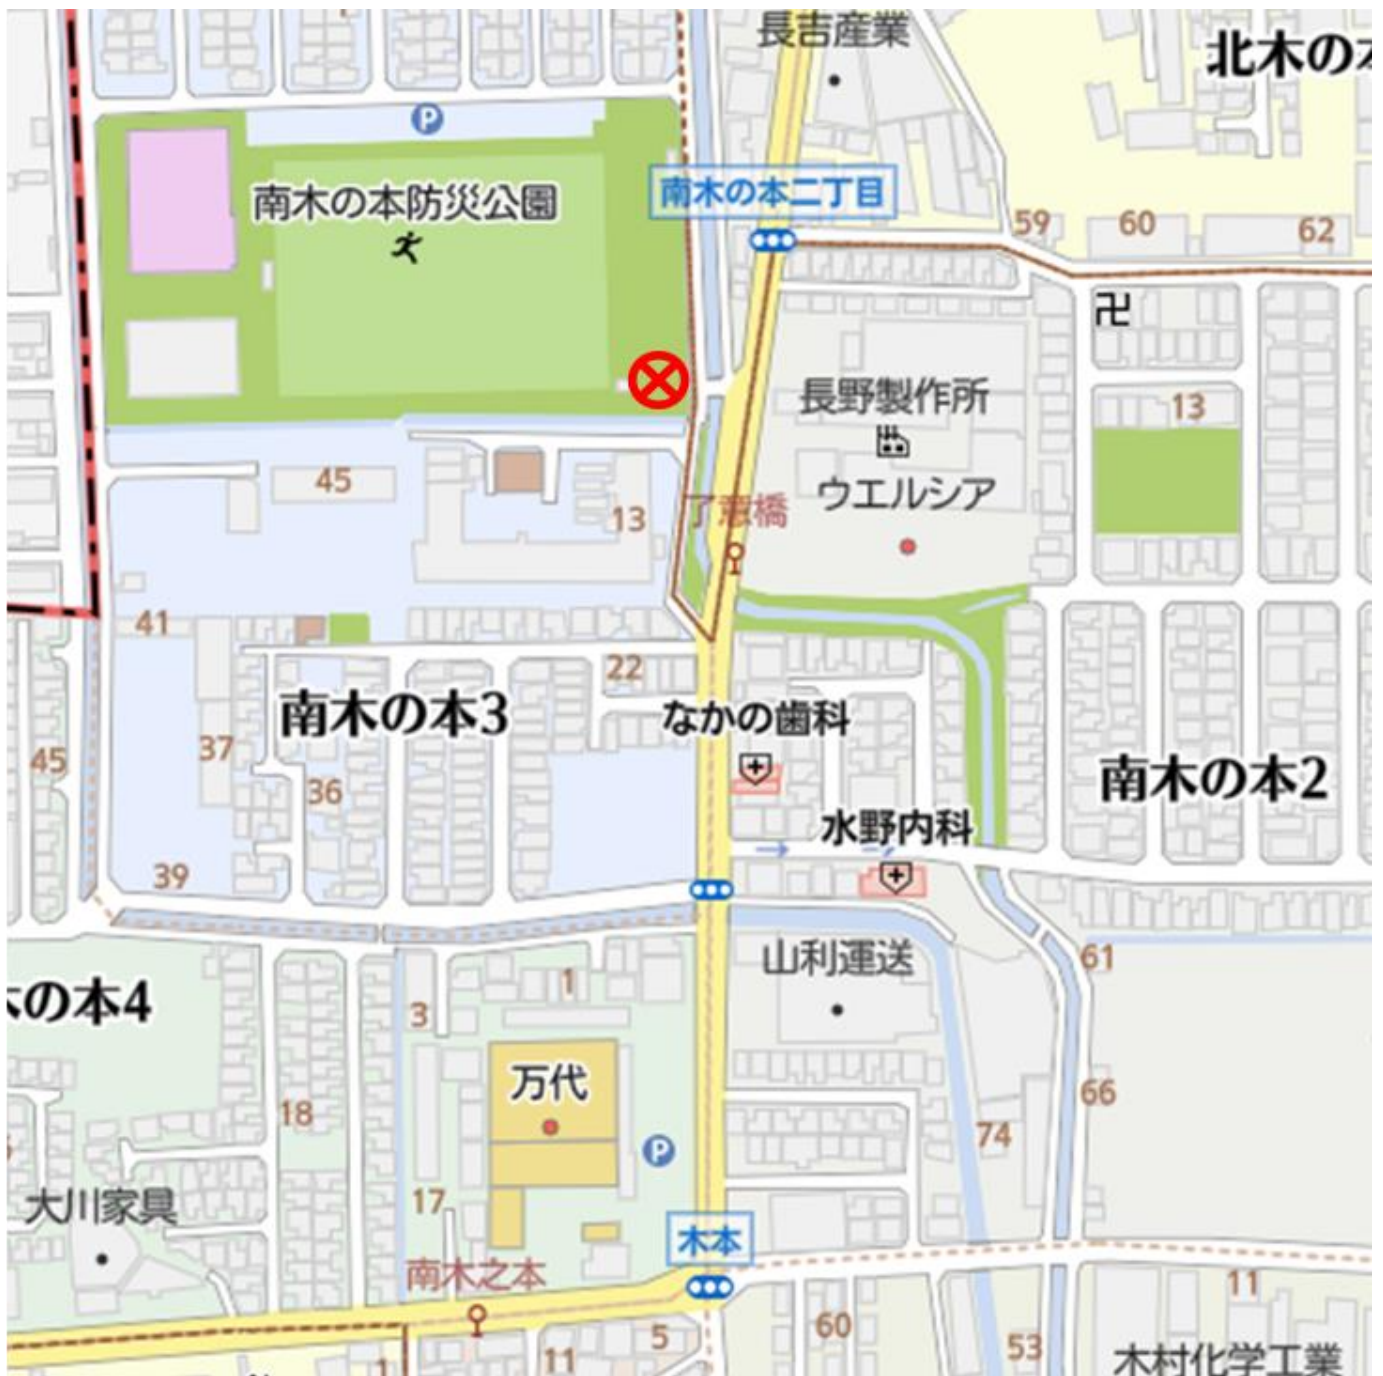 長吉産業
北木の
P
南木の本防災公園
南木の本二丁目
59
60
62
卍
長野製作所
13
45
ウエルシア
13
了意橋
41
22
南木の本3
なかの歯科
37
45
36
南木の本2
水野内科
39
山利運送
61
の本4
1
3
万代
66
18
74
P
17
大川家具
木本
南木之本
11
5
60
53
11
1
木村化学工業